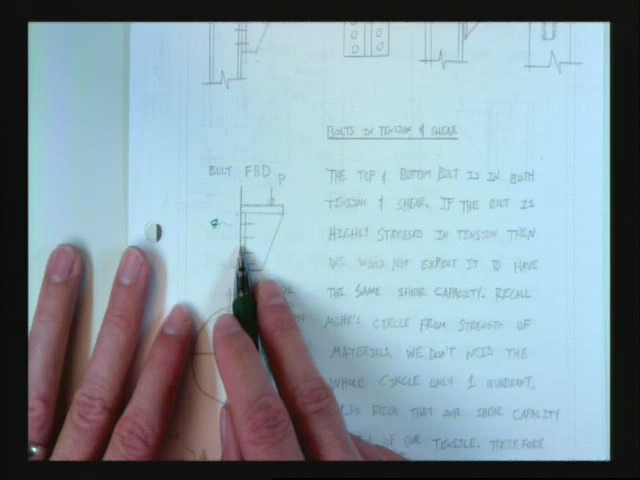 BOLTS IN TENSION & SHEAR
BOLT FBD
P
THE TOP & BOTTOM BOLT IS IN BOTH
TENSION & SHEAR. IF THE BOLT IS
HIGHLY STRESSED IN TENSION THEN
WE WOULD NOT EXPECT IT TO HAVE
THE SAME SHEAR CAPACITY. RECALL
MOHR'S CIRCLE FROM STRENGTH OF
MATERIALS. WE DON'T NEED THE
WHOLE CIRCLE ONLY 1 QUADRANT.
ALSO RECALL THAT OUR SHEAR CAPACITY
OF OUR TENSILE. THEREFORE